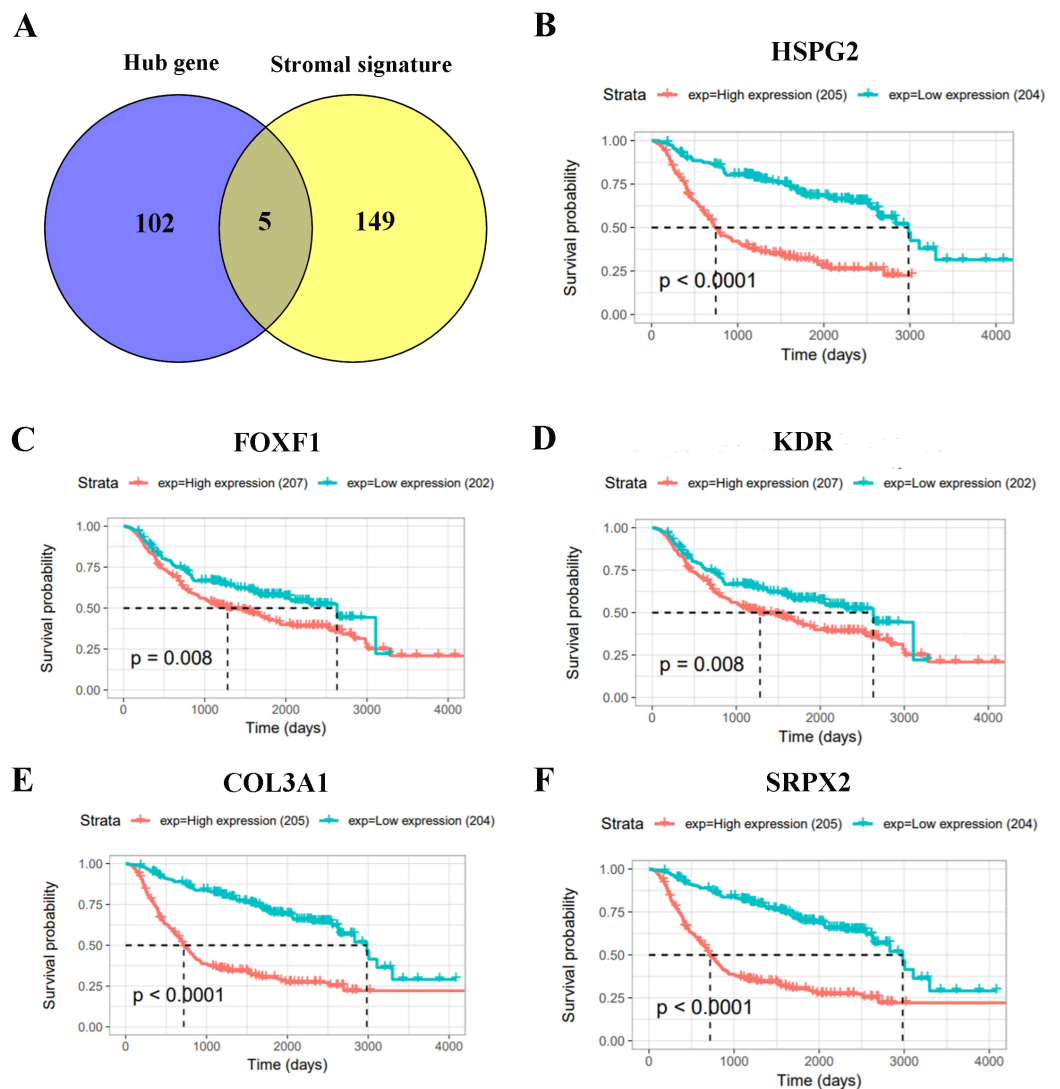 A
Hub gene
Stromal signature
102
5
149
B
HSPG2
Strata exp=High expression (205) exp=Low expression (204)
Survival probability
1.00
0.75
0.50
0.25
0.00
p < 0.0001
0 1000 2000 3000 4000
Time (days)
C
FOXF1
Strata exp=High expression (207) exp=Low expression (202)
Survival probability
1.00
0.75
0.50
0.25
0.00
p = 0.008
0 1000 2000 3000 4000
Time (days)
D
KDR
Strata exp=High expression (207) exp=Low expression (202)
Survival probability
1.00
0.75
0.50
0.25
0.00
p = 0.008
0 1000 2000 3000 4000
Time (days)
E
COL3A1
Strata exp=High expression (205) exp=Low expression (204)
Survival probability
1.00
0.75
0.50
0.25
0.00
p < 0.0001
0 1000 2000 3000 4000
Time (days)
F
SRPX2
Strata exp=High expression (205) exp=Low expression (204)
Survival probability
1.00
0.75
0.50
0.25
0.00
p < 0.0001
0 1000 2000 3000 4000
Time (days)